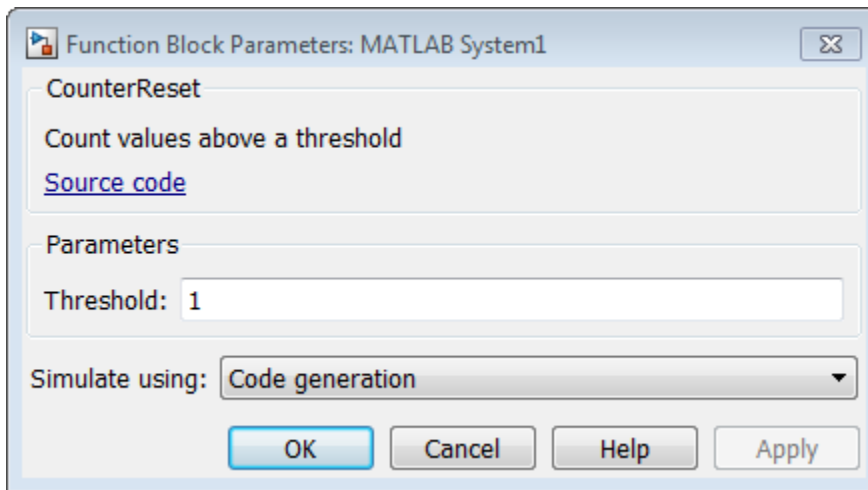 Function Block Parameters: MATLAB System1
CounterReset
Count values above a threshold
Source code
Parameters
Threshold: 1
Simulate using: Code generation
OK Cancel Help Apply